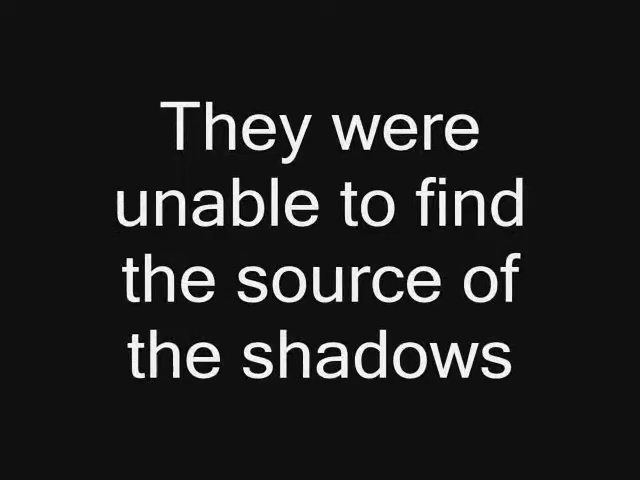 They were
unable to find
the source of
the shadows